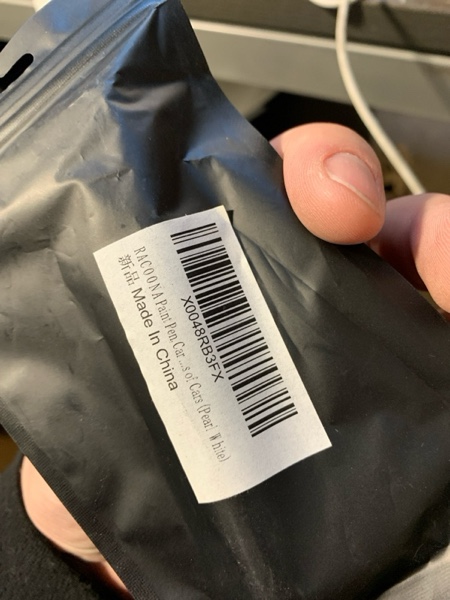 X0048RB3FX
RACOONA Paint Pen, Car ...s of Cars (Pearl White)
新品 Made In China